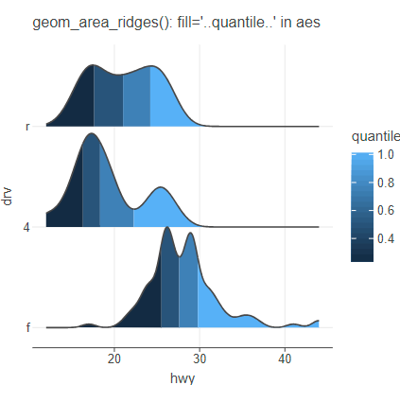 geom_area_ridges(): fill='..quantile..' in aes
r
4
f
drv
20 30 40
hwy
quantile
1.0
0.8
0.6
0.4